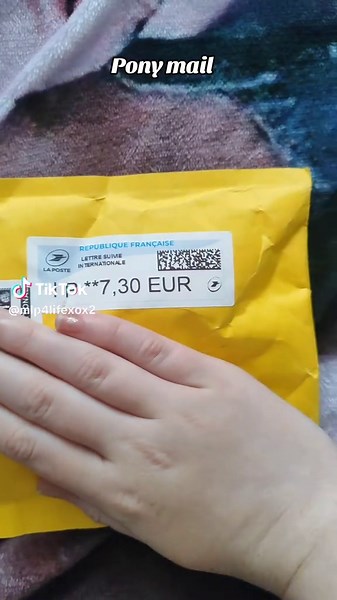 Pony mail
RÉPUBLIQUE FRANÇAISE
LETTRE SUIVIE
INTERNATIONALE
LA POSTE
**7,30 EUR
TikTok
@mlp4lifexox2